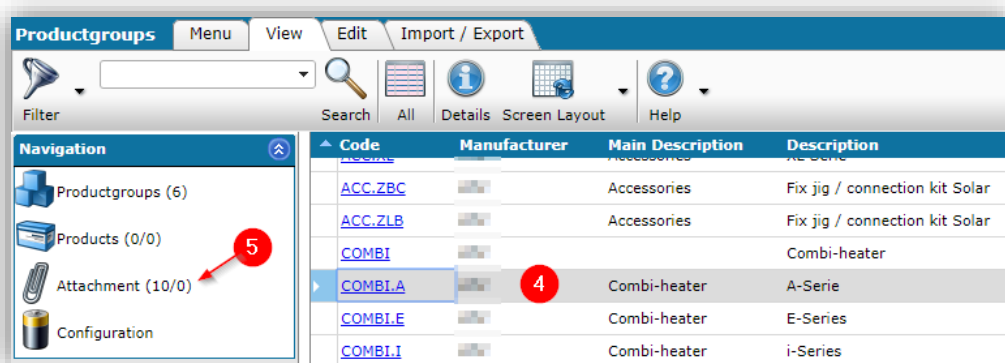 Productgroups Menu View Edit Import / Export
Filter Search All Details Screen Layout Help
Navigation
Productgroups (6)
Products (0/0)
5
Attachment (10/0)
Configuration
Code Manufacturer Main Description Description
ACC.ZBC Accessories Fix jig / connection kit Solar
ACC.ZLB Accessories Fix jig / connection kit Solar
COMBI Combi-heater
COMBI.A 4 Combi-heater A-Serie
COMBI.E Combi-heater E-Series
COMBI.I Combi-heater i-Series